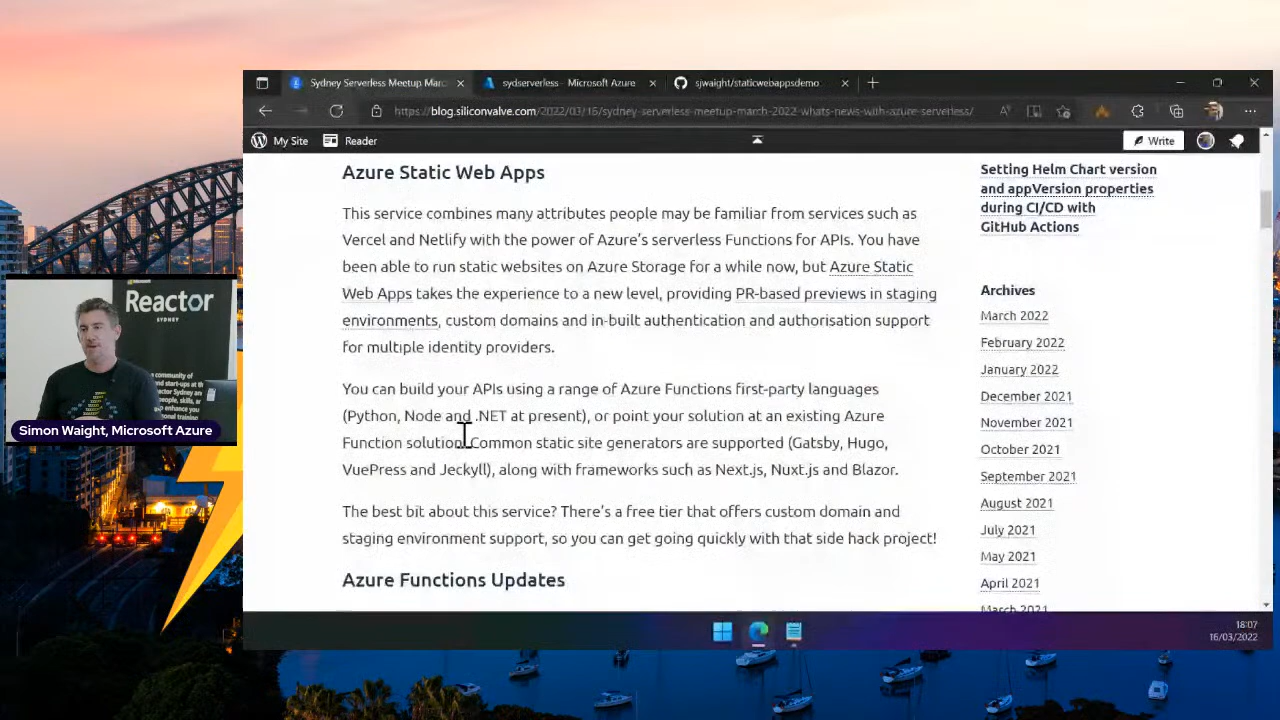 Sydney Serverless Meetup Marc
sydserverless - Microsoft Azure
sjwaight/staticwebappsdemo
https://blog.siliconvalve.com/2022/03/16/sydney-serverless-meetup-march-2022-whats-news-with-azure-serverless/
My Site
Reader
Write
Azure Static Web Apps
This service combines many attributes people may be familiar from services such as
Vercel and Netlify with the power of Azure's serverless Functions for APIs. You have
been able to run static websites on Azure Storage for a while now, but Azure Static
Web Apps takes the experience to a new level, providing PR-based previews in staging
environments, custom domains and in-built authentication and authorisation support
for multiple identity providers.
You can build your APIs using a range of Azure Functions first-party languages
(Python, Node and .NET at present), or point your solution at an existing Azure
Function solution. Common static site generators are supported (Gatsby, Hugo,
VuePress and Jeckyll), along with frameworks such as Next.js, Nuxt.js and Blazor.
The best bit about this service? There's a free tier that offers custom domain and
staging environment support, so you can get going quickly with that side hack project!
Azure Functions Updates
Setting Helm Chart version
and appVersion properties
during CI/CD with
GitHub Actions
Archives
March 2022
February 2022
January 2022
December 2021
November 2021
October 2021
September 2021
August 2021
July 2021
May 2021
April 2021
March 2021
18:07
16/03/2022
Microsoft
Reactor
SYDNEY
community of
and start-ups at th
people, skills, a
enhance you
Simon Waight, Microsoft Azure